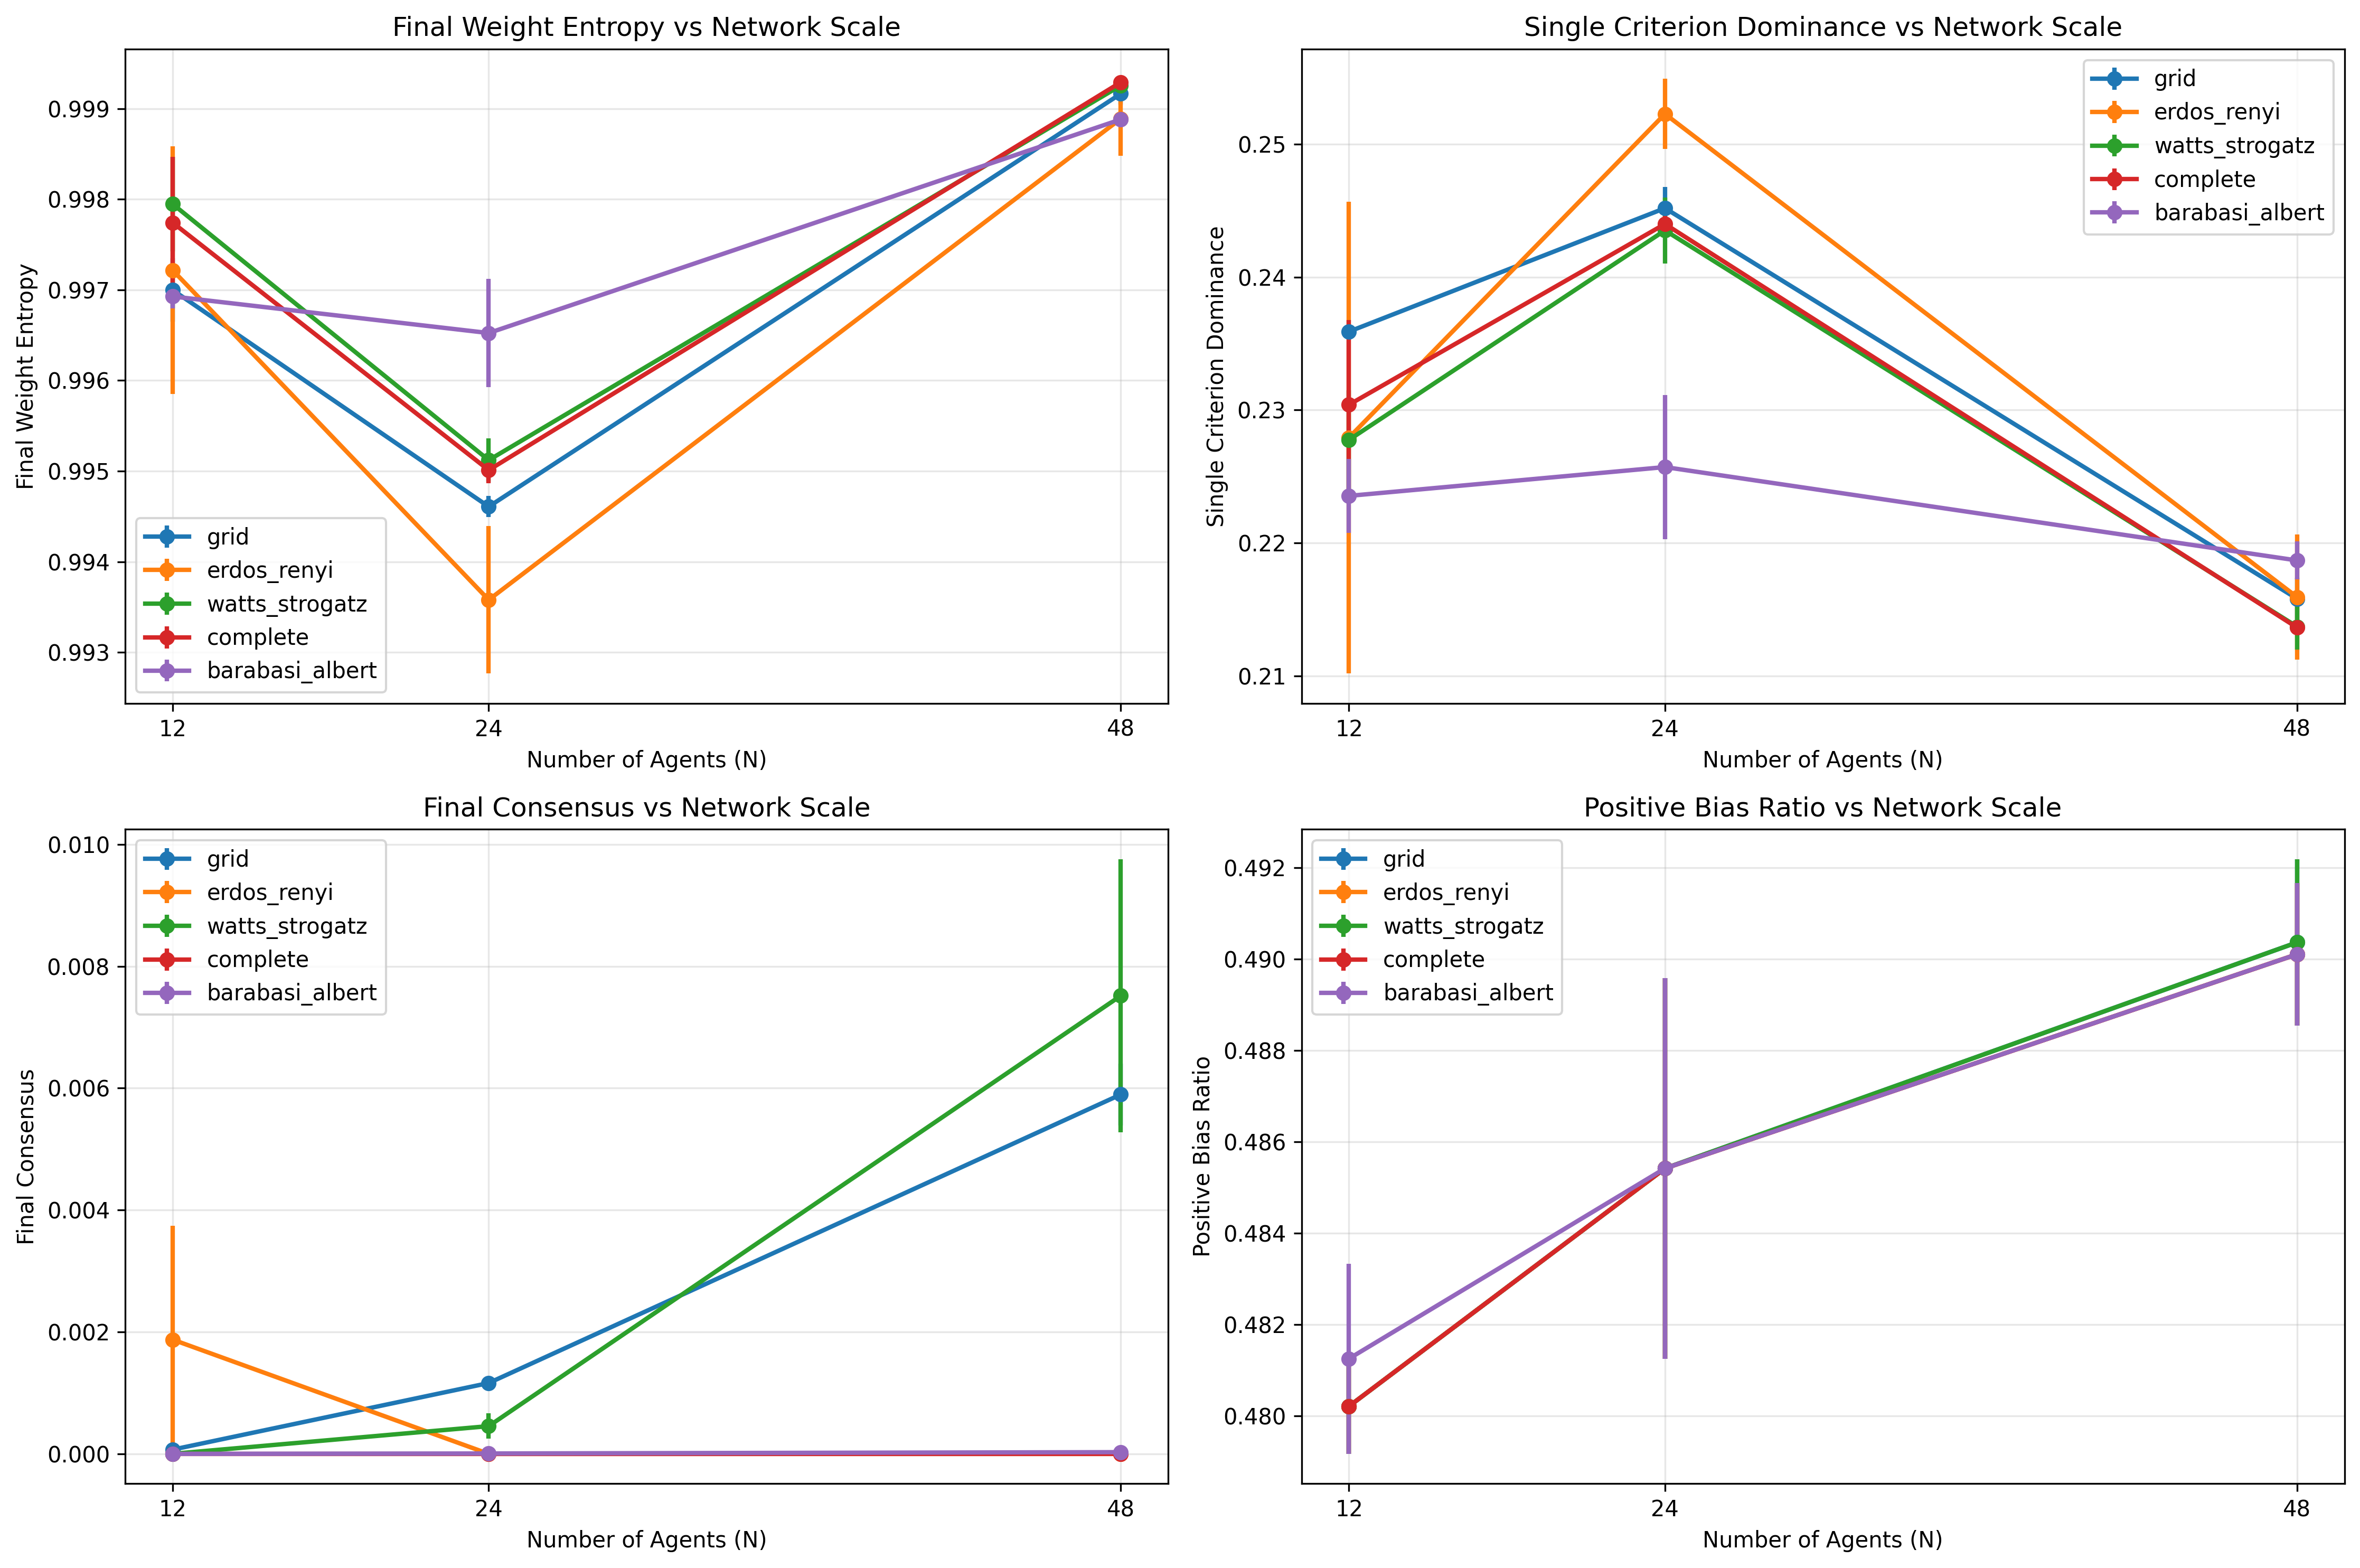 Final Weight Entropy vs Network Scale
Final Weight Entropy
0.999
0.998
0.997
0.996
0.995
0.994
0.993
grid
erdos_renyi
watts_strogatz
complete
barabasi_albert
12
24
48
Number of Agents (N)
Single Criterion Dominance vs Network Scale
Single Criterion Dominance
0.25
0.24
0.23
0.22
0.21
grid
erdos_renyi
watts_strogatz
complete
barabasi_albert
12
24
48
Number of Agents (N)
Final Consensus vs Network Scale
Final Consensus
0.010
0.008
0.006
0.004
0.002
0.000
grid
erdos_renyi
watts_strogatz
complete
barabasi_albert
12
24
48
Number of Agents (N)
Positive Bias Ratio vs Network Scale
Positive Bias Ratio
0.492
0.490
0.488
0.486
0.484
0.482
0.480
grid
erdos_renyi
watts_strogatz
complete
barabasi_albert
12
24
48
Number of Agents (N)